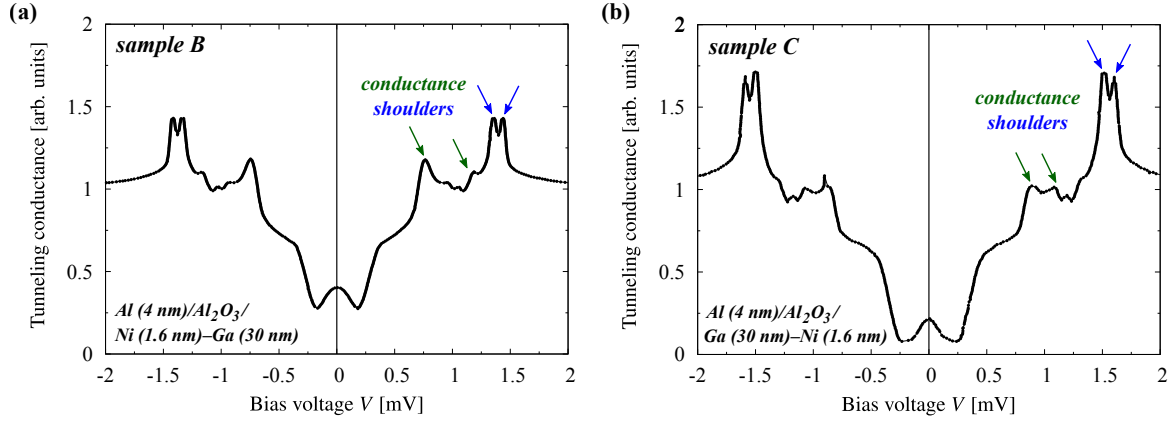 (a)
sample B
conductance
shoulders
Al (4 nm)/Al2O3/
Ni (1.6 nm)–Ga (30 nm)
Tunneling conductance [arb. units]
2
1.5
1
0.5
0
-2 -1.5 -1 -0.5 0 0.5 1 1.5 2
Bias voltage V [mV]
(b)
sample C
conductance
shoulders
Al (4 nm)/Al2O3/
Ga (30 nm)–Ni (1.6 nm)
Tunneling conductance [arb. units]
2
1.5
1
0.5
0
-2 -1.5 -1 -0.5 0 0.5 1 1.5 2
Bias voltage V [mV]